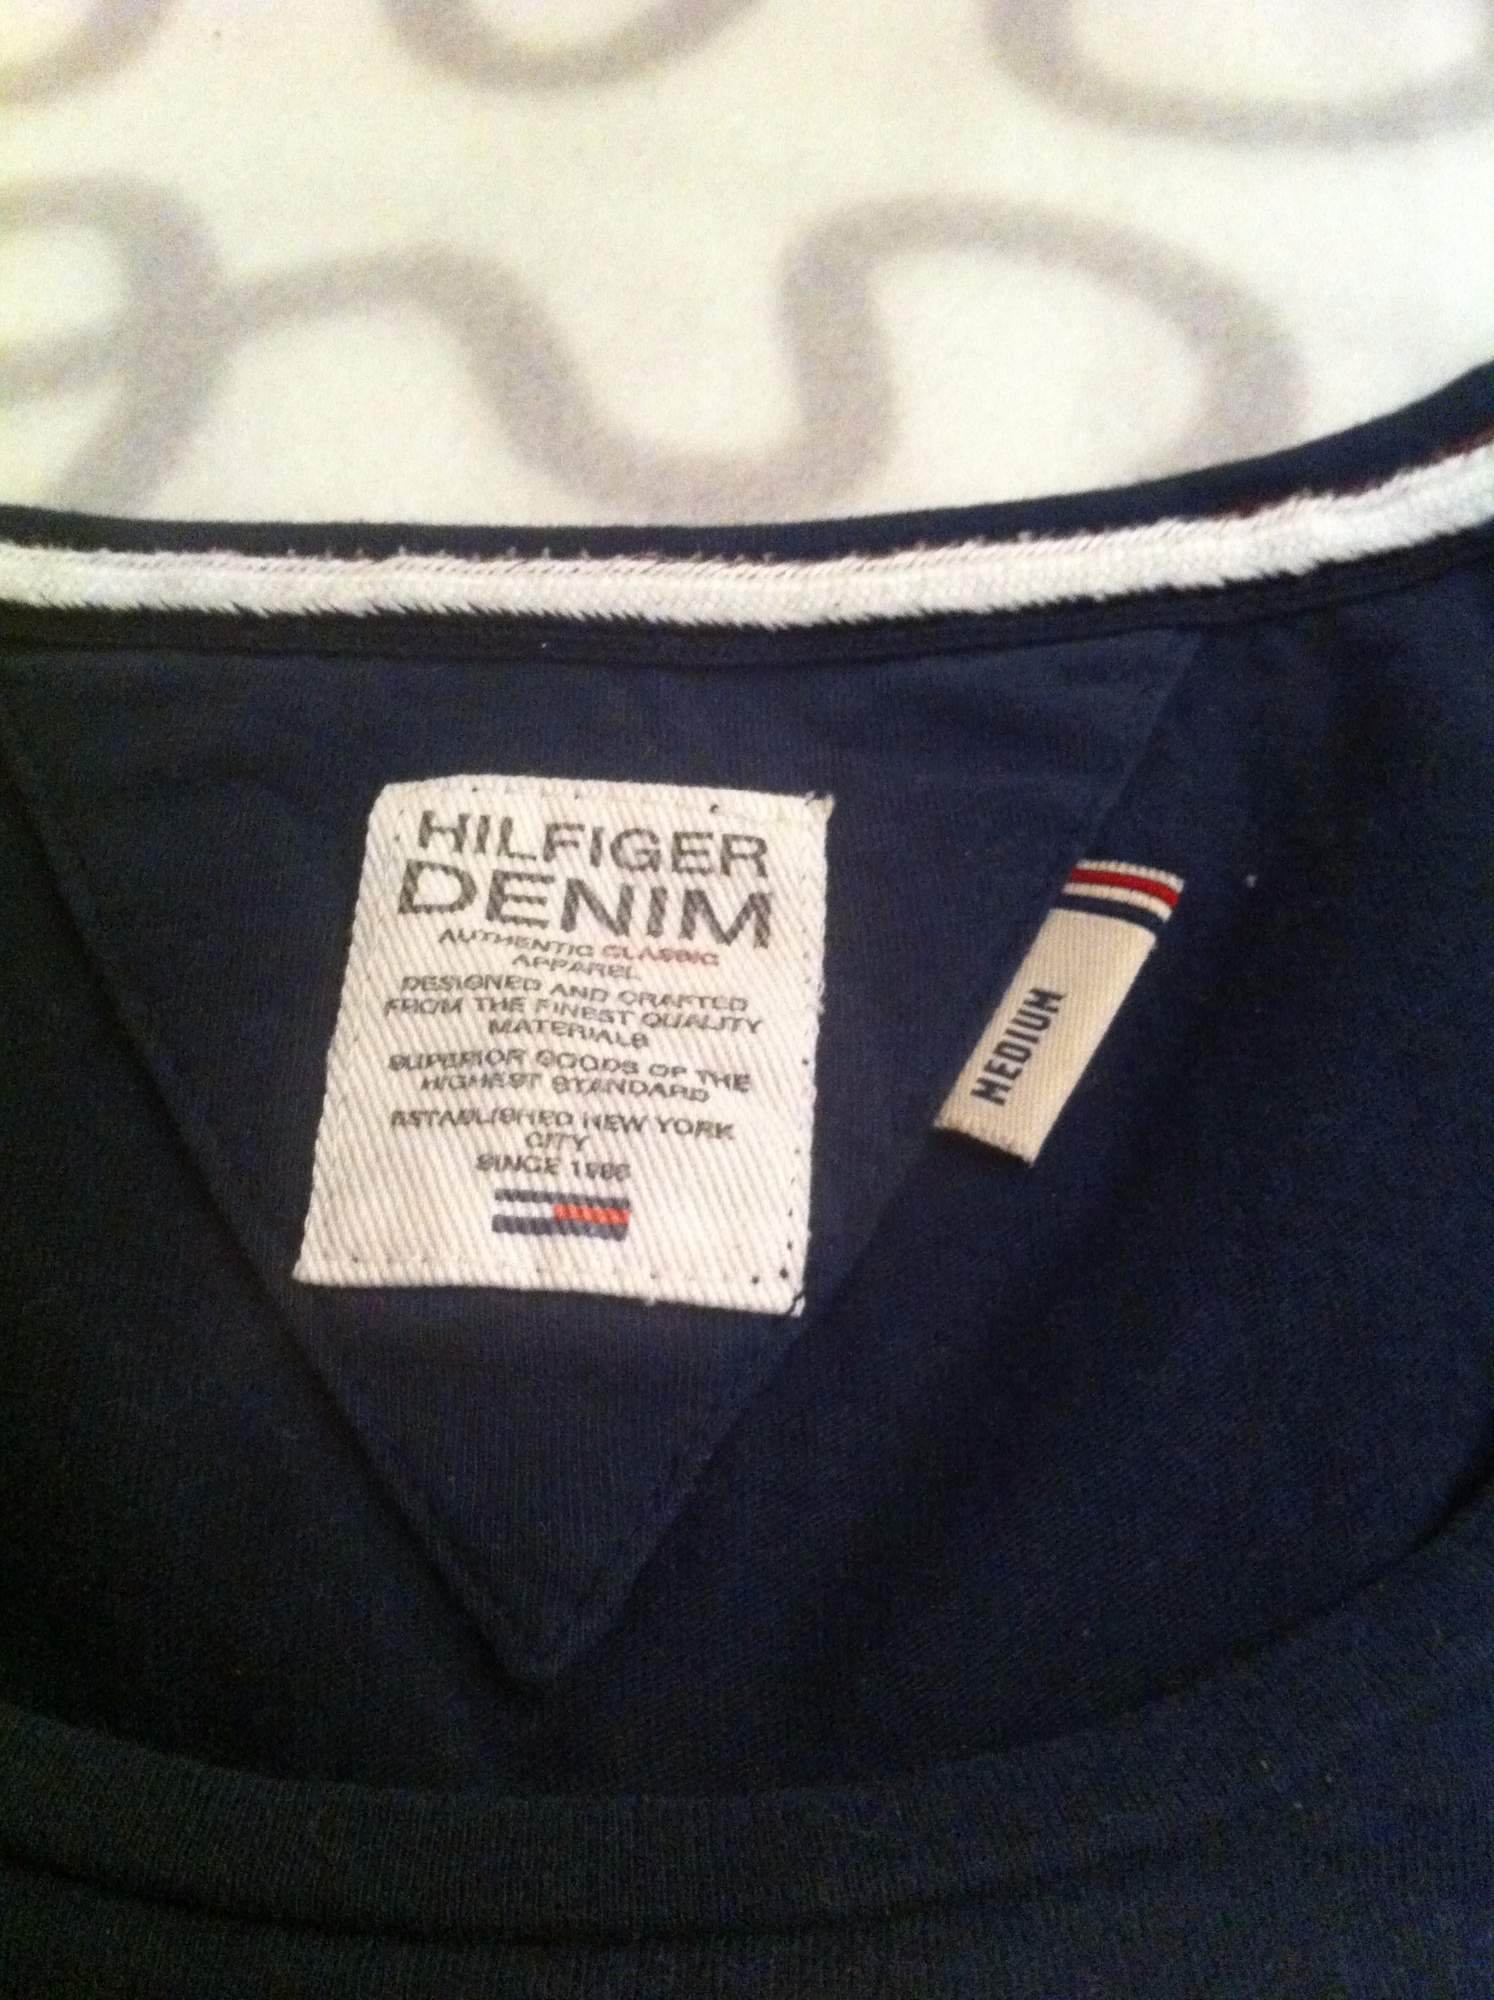 HILFIGER
DENIM
AUTHENTIC CLASSIC
APPAREL
DESIGNED AND CRAFTED
FROM THE FINEST QUALITY
MATERIALS
SUPERIOR GOODS OF THE
HIGHEST STANDARD
ESTABLISHED NEW YORK
CITY
SINCE
MEDIUM